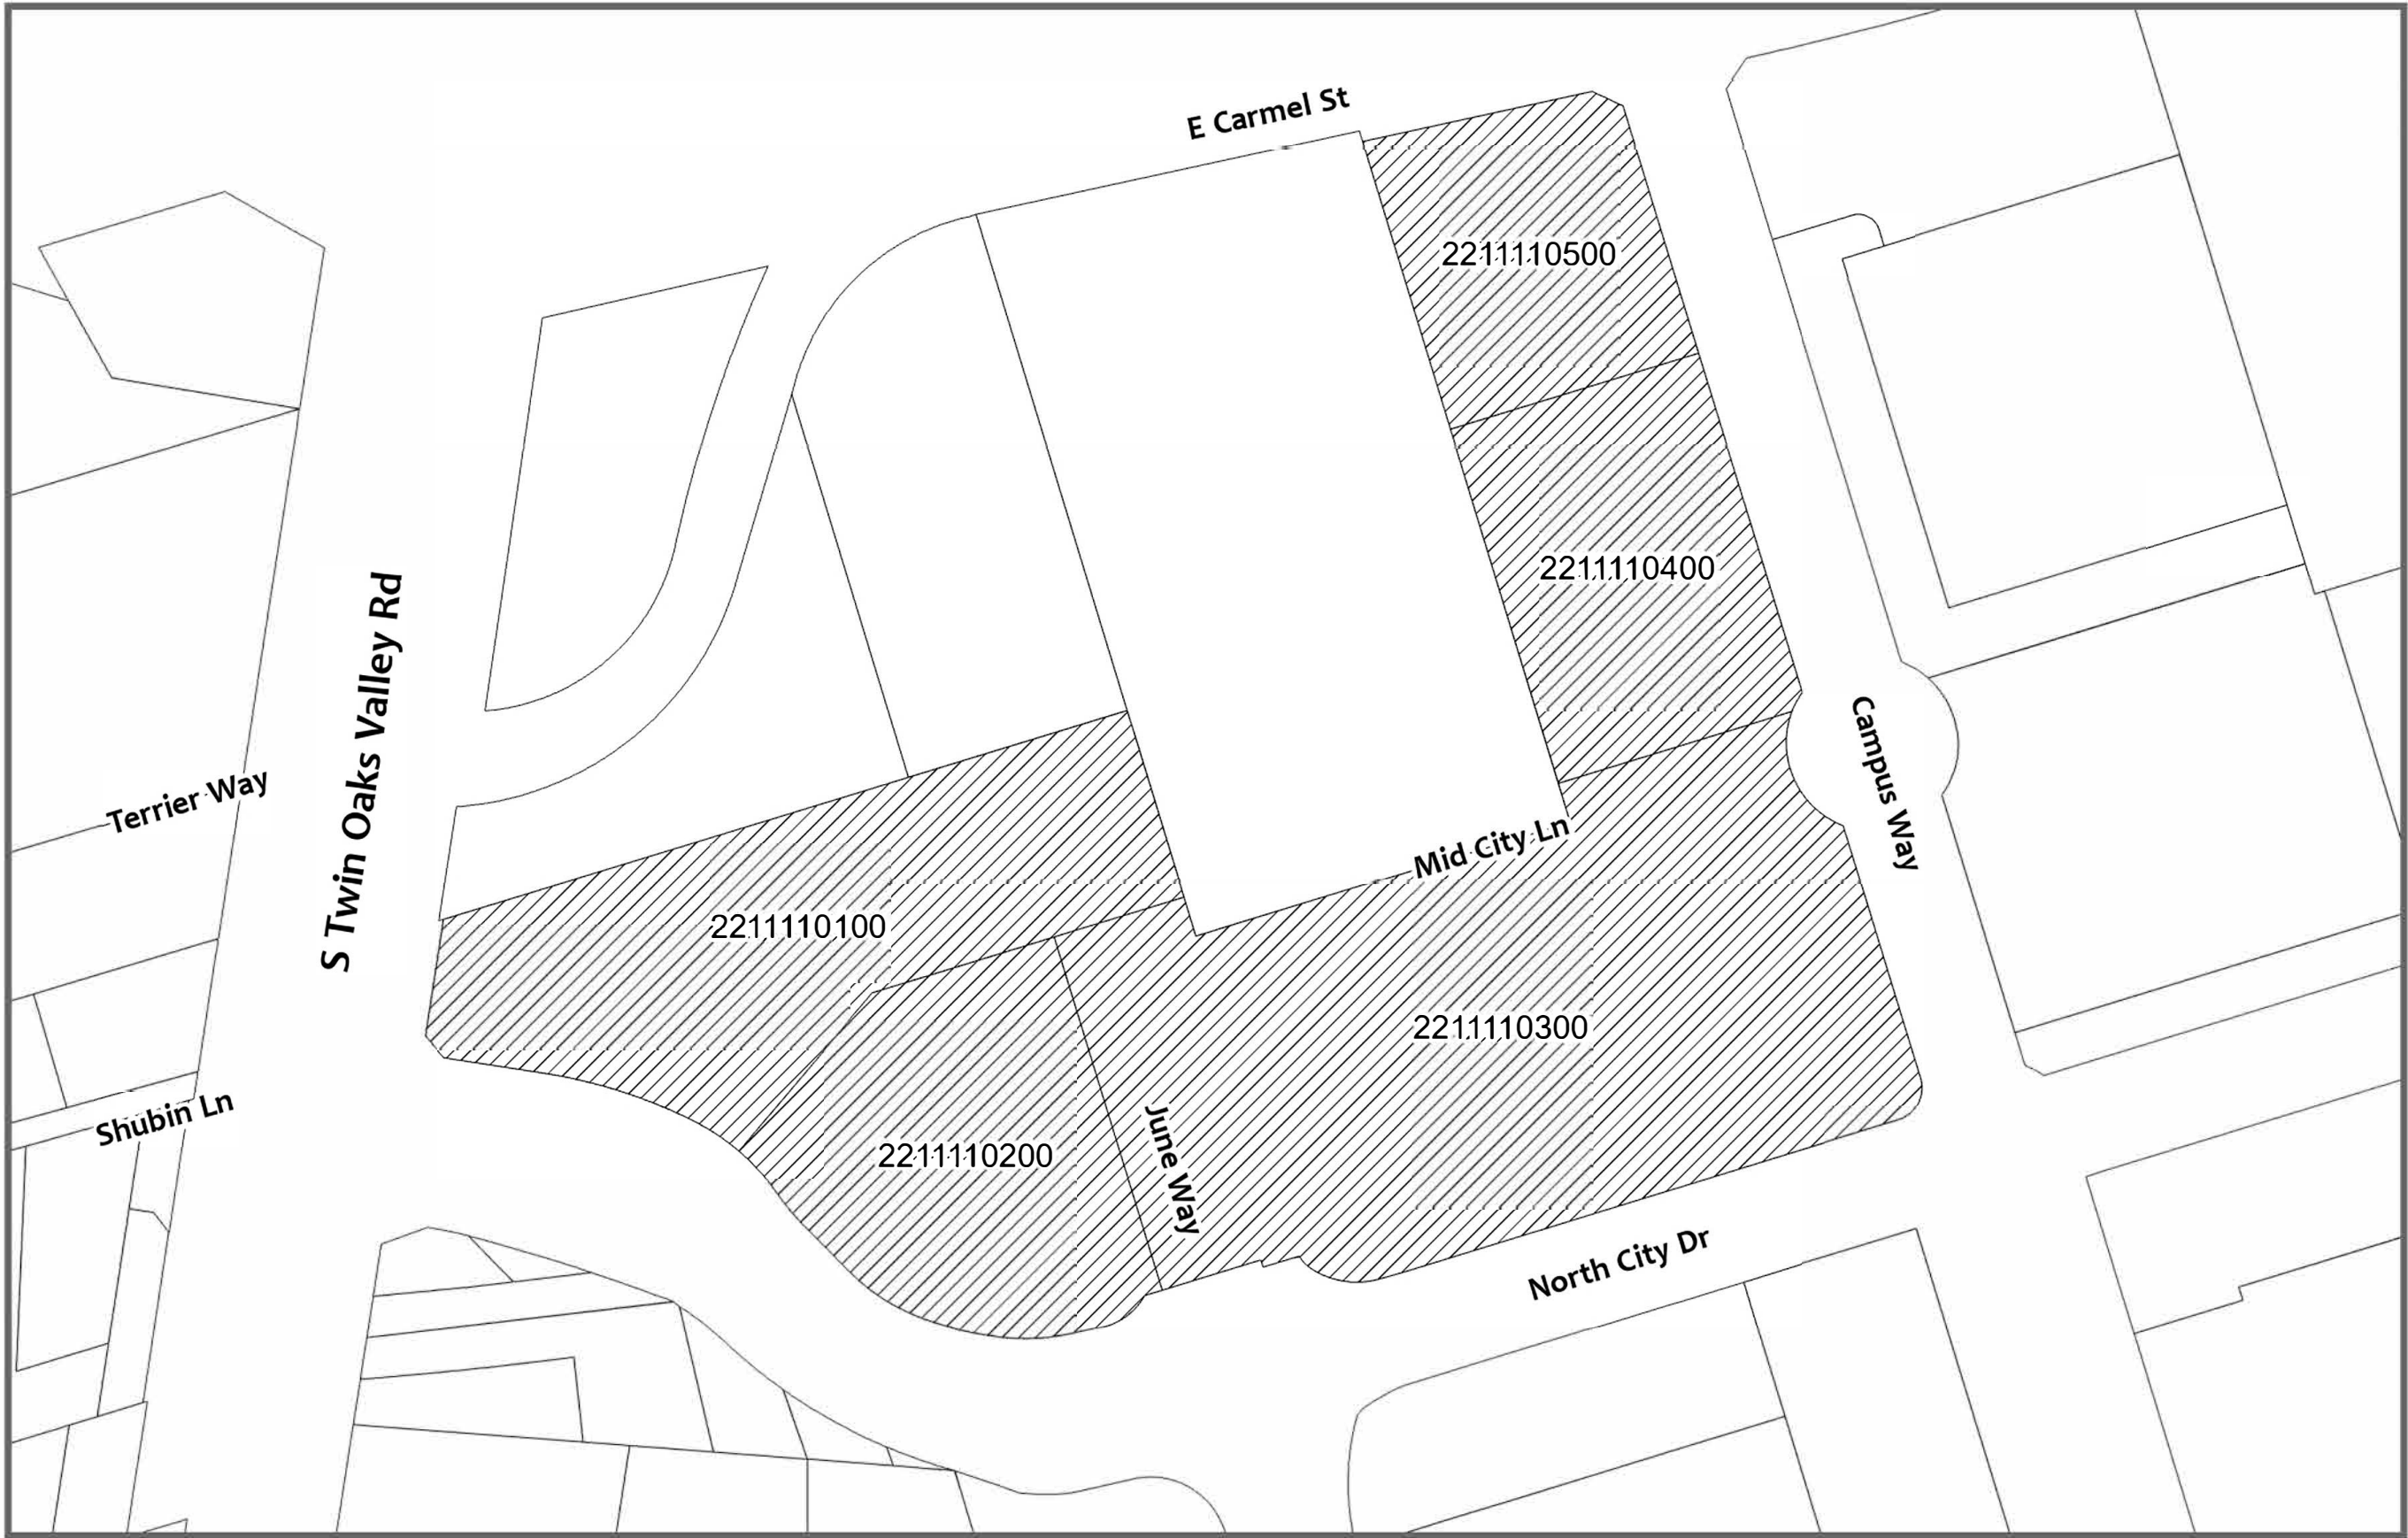 E Carmel St
2211110500
2211110400
S Twin Oaks Valley Rd
Terrier Way
Campus Way
Mid City Ln
2211110100
2211110300
Shubin Ln
2211110200
June Way
North City Dr